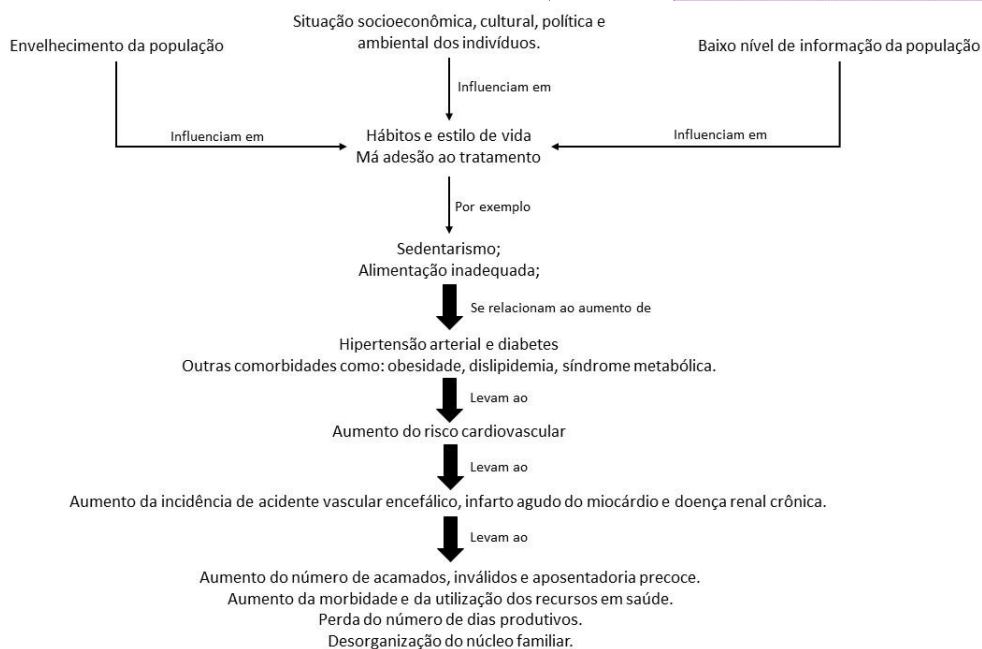 Situação socioeconômica, cultural, política e
ambiental dos indivíduos.
Envelhecimento da população
Baixo nível de informação da população
Influenciam em
Influenciam em
Influenciam em
Hábitos e estilo de vida
Má adesão ao tratamento
Por exemplo
Sedentarismo;
Alimentação inadequada;
Se relacionam ao aumento de
Hipertensão arterial e diabetes
Outras comorbidades como: obesidade, dislipidemia, síndrome metabólica.
Levam ao
Aumento do risco cardiovascular
Levam ao
Aumento da incidência de acidente vascular encefálico, infarto agudo do miocárdio e doença renal crônica.
Levam ao
Aumento do número de acamados, inválidos e aposentadoria precoce.
Aumento da morbidade e da utilização dos recursos em saúde.
Perda do número de dias produtivos.
Desorganização do núcleo familiar.